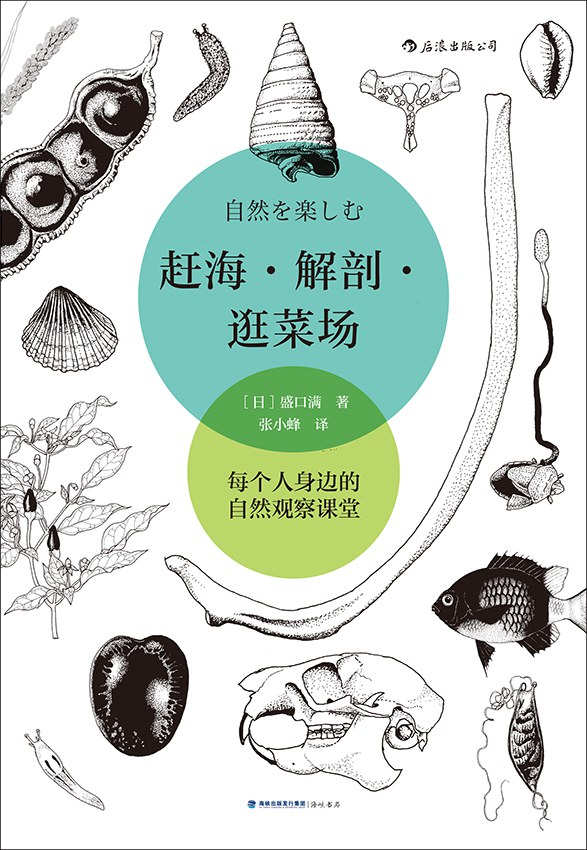 后浪出版公司
自然を楽しむ
赶海·解剖·
逛菜场
［日］盛口满 著
张小蜂 译
每个人身边的
自然观察课堂
海峡出版发行集团 | 海峡书局